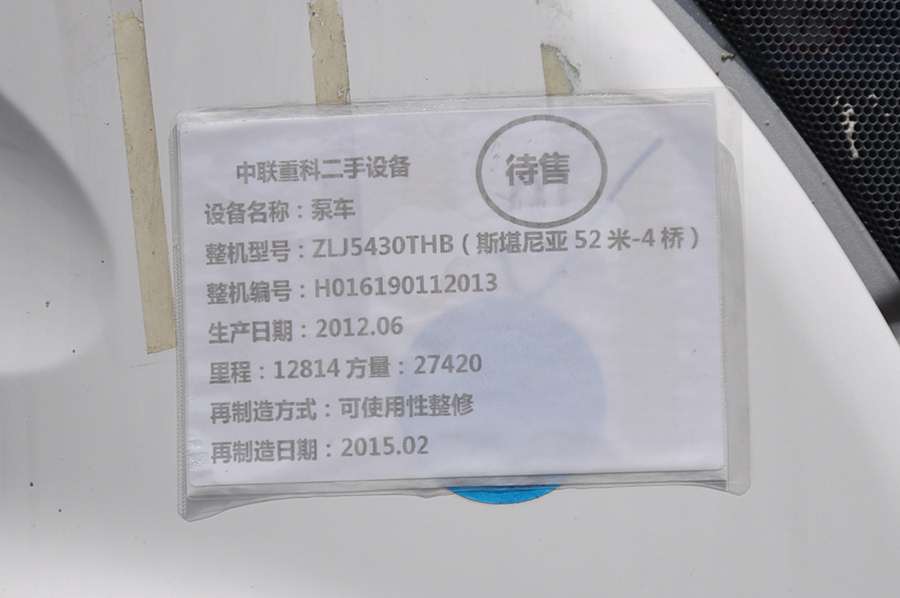 待售
中联重科二手设备
设备名称：泵车
整机型号：ZLJ5430THB（斯堪尼亚 52 米-4 桥）
整机编号：H016190112013
生产日期：2012.06
里程：12814 方量：27420
再制造方式：可使用性整修
再制造日期：2015.02